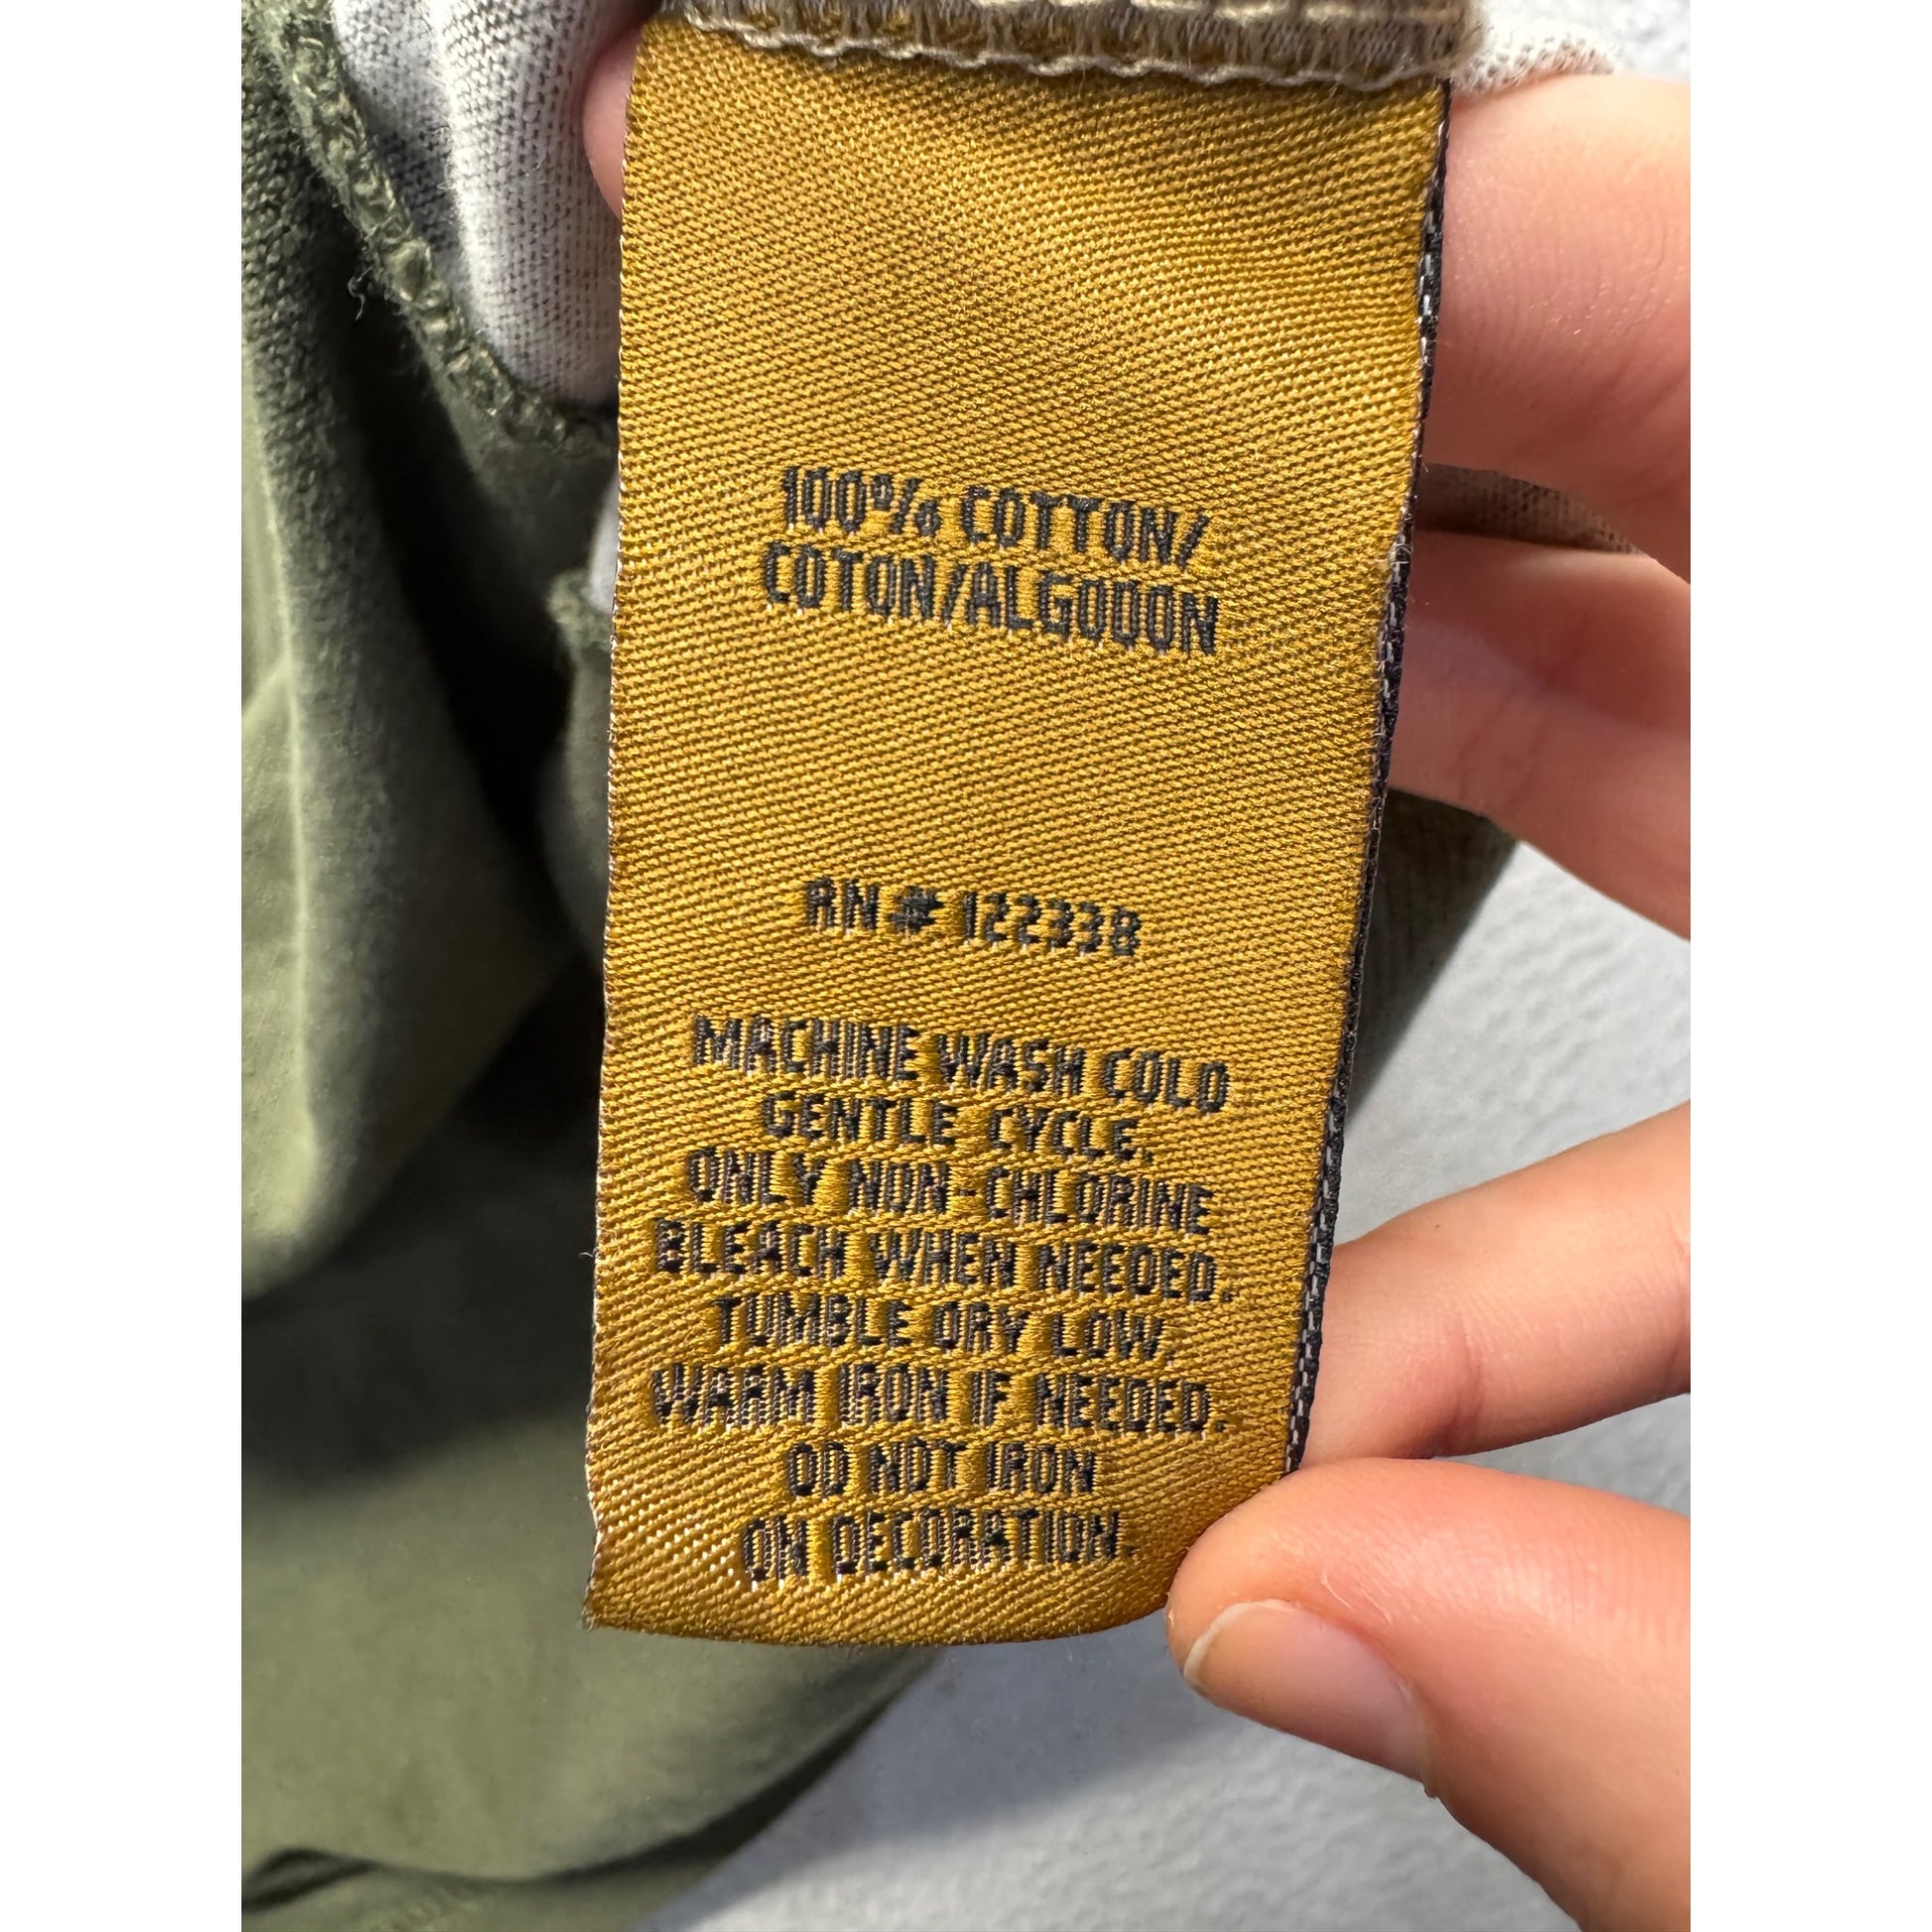 100% COTTON/
COTON/ALGODON
RN# 122338
MACHINE WASH COLD
GENTLE CYCLE.
ONLY NON-CHLORINE
BLEACH WHEN NEEDED.
TUMBLE DRY LOW.
WARM IRON IF NEEDED.
DO NOT IRON
ON DECORATION.